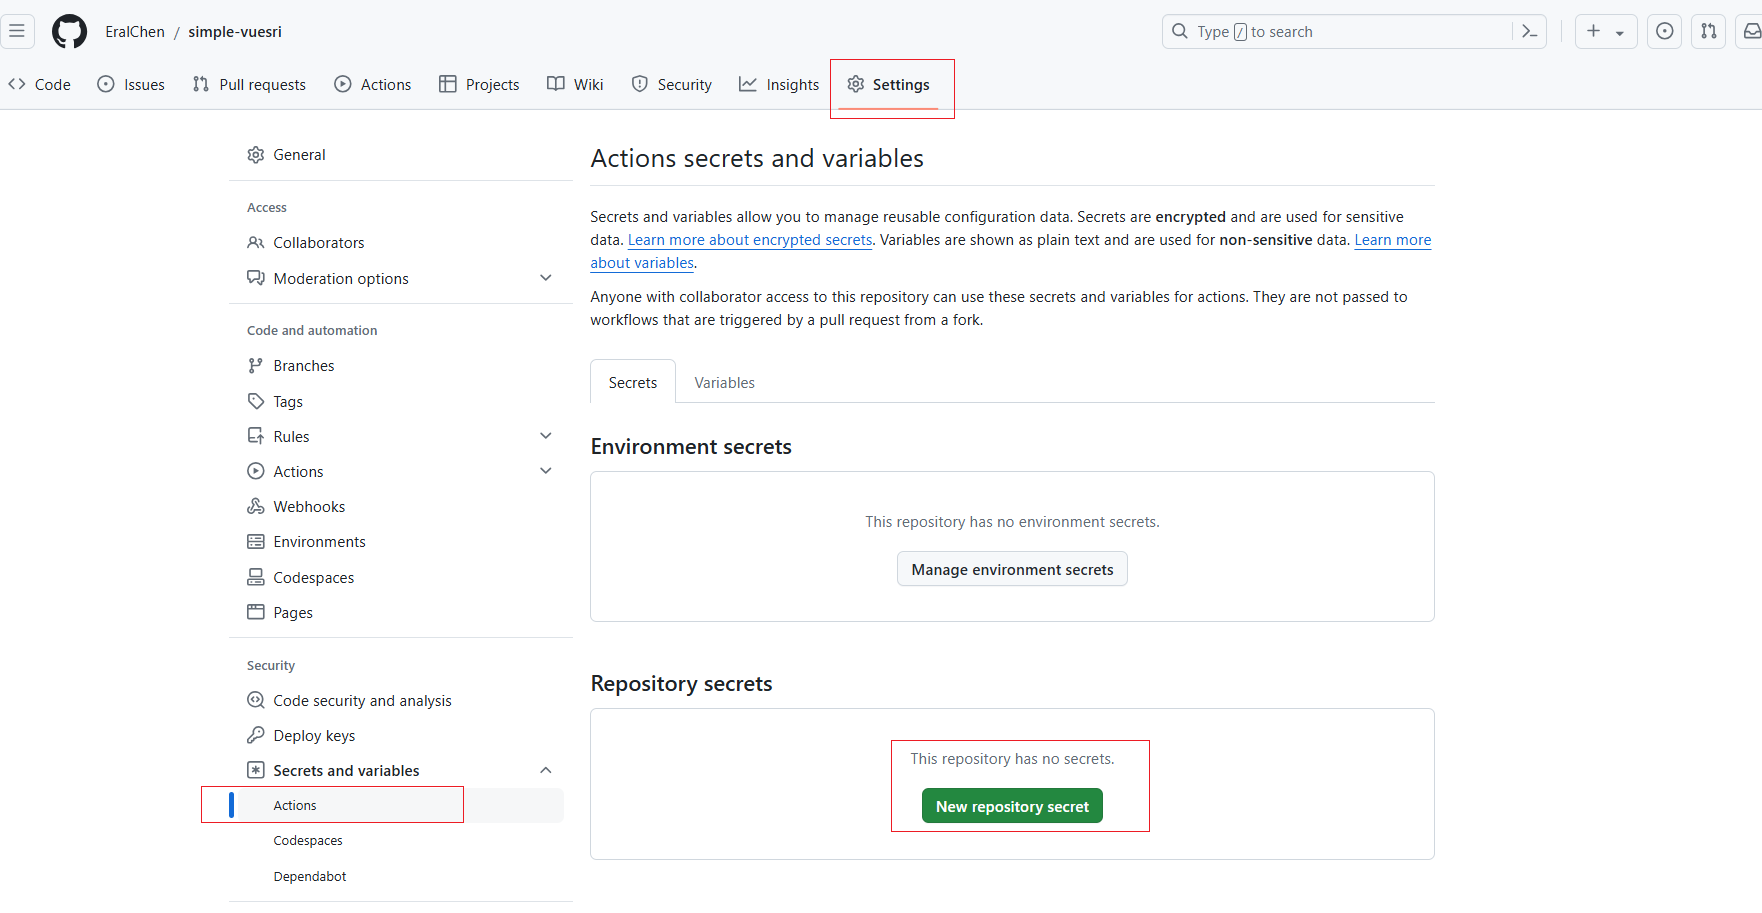 EralChen / simple-vuesri
Type / to search
Code Issues Pull requests Actions Projects Wiki Security Insights Settings
General
Access
Collaborators
Moderation options
Code and automation
Branches
Tags
Rules
Actions
Webhooks
Environments
Codespaces
Pages
Security
Code security and analysis
Deploy keys
Secrets and variables
Actions
Codespaces
Dependabot
Actions secrets and variables
Secrets and variables allow you to manage reusable configuration data. Secrets are encrypted and are used for sensitive
data. Learn more about encrypted secrets. Variables are shown as plain text and are used for non-sensitive data. Learn more
about variables.
Anyone with collaborator access to this repository can use these secrets and variables for actions. They are not passed to
workflows that are triggered by a pull request from a fork.
Secrets Variables
Environment secrets
This repository has no environment secrets.
Manage environment secrets
Repository secrets
This repository has no secrets.
New repository secret